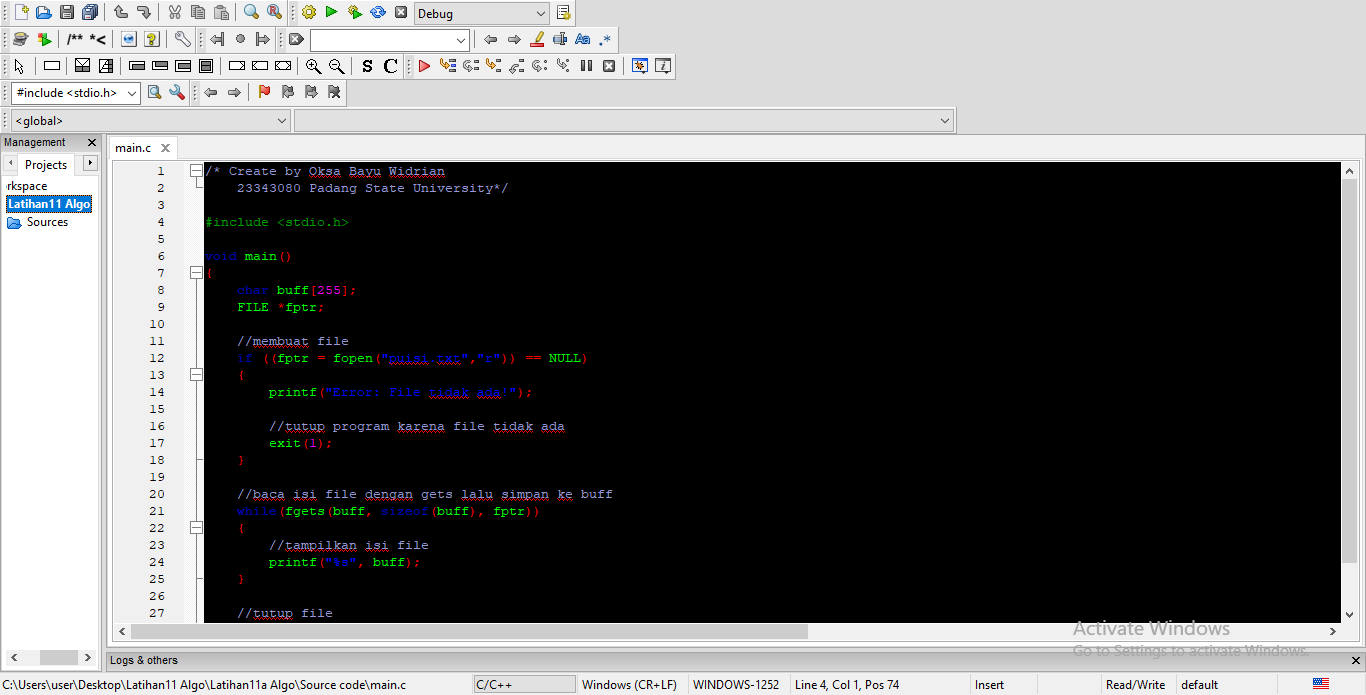 Debug
/** *<
S C
#include <stdio.h>
<global>
Management
Projects
rkspace
Latihan11 Algo
Sources
main.c
1 /* Create by Oksa Bayu Widrian
2 23343080 Padang State University*/
3
4 #include <stdio.h>
5
6 void main()
7 {
8 char buff[255];
9 FILE *fptr;
10
11 //membuat file
12 if ((fptr = fopen("puisi.txt","r")) == NULL)
13 {
14 printf("Error: File tidak ada!");
15
16 //tutup program karena file tidak ada
17 exit(1);
18 }
19
20 //baca isi file dengan gets lalu simpan ke buff
21 while(fgets(buff, sizeof(buff), fptr))
22 {
23 //tampilkan isi file
24 printf("%s", buff);
25 }
26
27 //tutup file
Activate Windows
Go to Settings to activate Windows.
Logs & others
C:\Users\user\Desktop\Latihan11 Algo\Latihan11a Algo\Source code\main.c C/C++ Windows (CR+LF) WINDOWS-1252 Line 4, Col 1, Pos 74 Insert Read/Write default